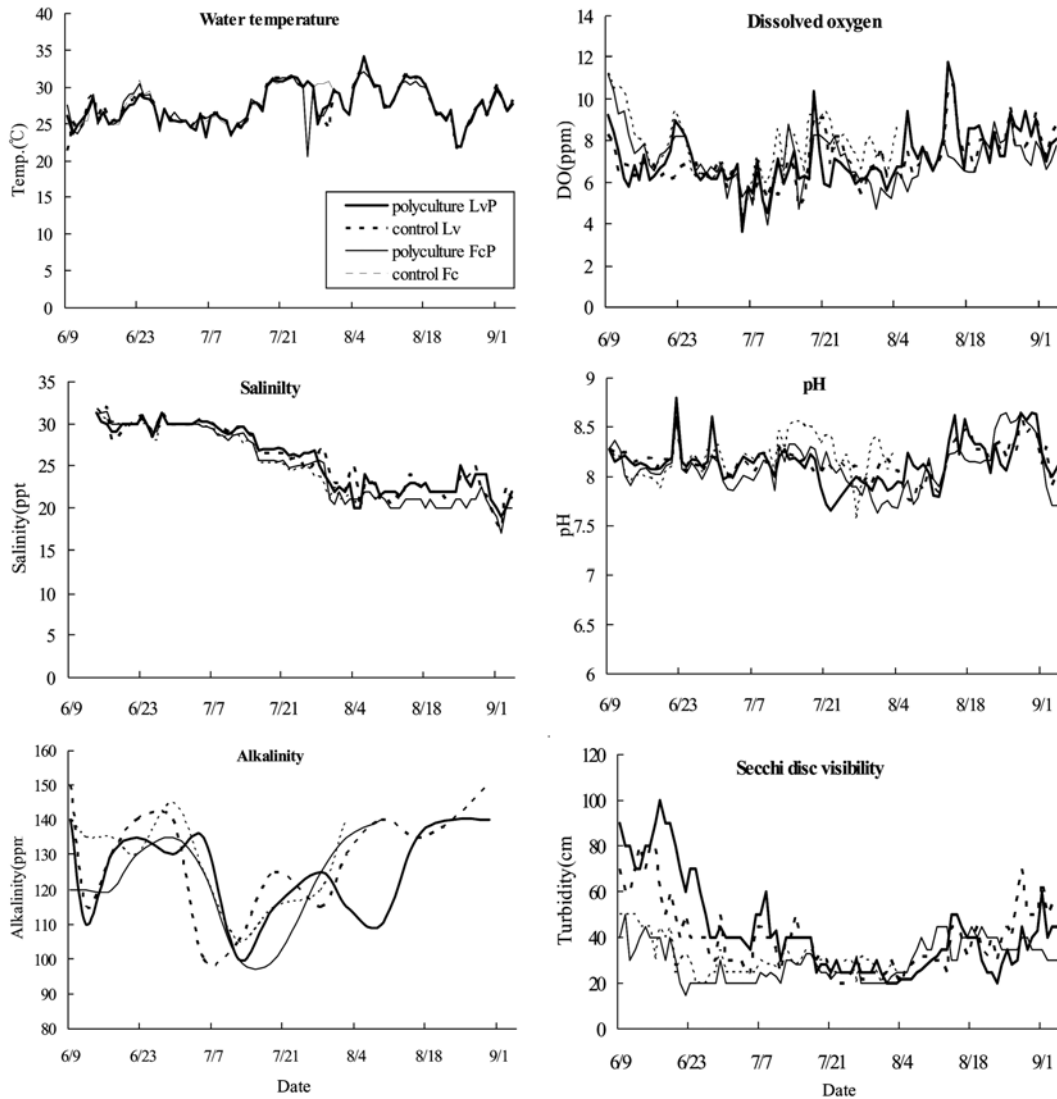 Water temperature
40
35
30
25
20
15
10
5
0
Temp.(℃)
polyculture LvP
control Lv
polyculture FcP
control Fc
6/9 6/23 7/7 7/21 8/4 8/18 9/1
Dissolved oxygen
14
12
10
8
6
4
2
0
DO(ppm)
6/9 6/23 7/7 7/21 8/4 8/18 9/1
Salinilty
35
30
25
20
15
10
5
0
Salinity(ppt
6/9 6/23 7/7 7/21 8/4 8/18 9/1
pH
9
8.5
8
7.5
7
6.5
6
pH
6/9 6/23 7/7 7/21 8/4 8/18 9/1
Alkalinity
160
150
140
130
120
110
100
90
80
Alkalinity(ppm
6/9 6/23 7/7 7/21 8/4 8/18 9/1
Date
Secchi disc visibility
120
100
80
60
40
20
0
Turbidity(cm
6/9 6/23 7/7 7/21 8/4 8/18 9/1
Date